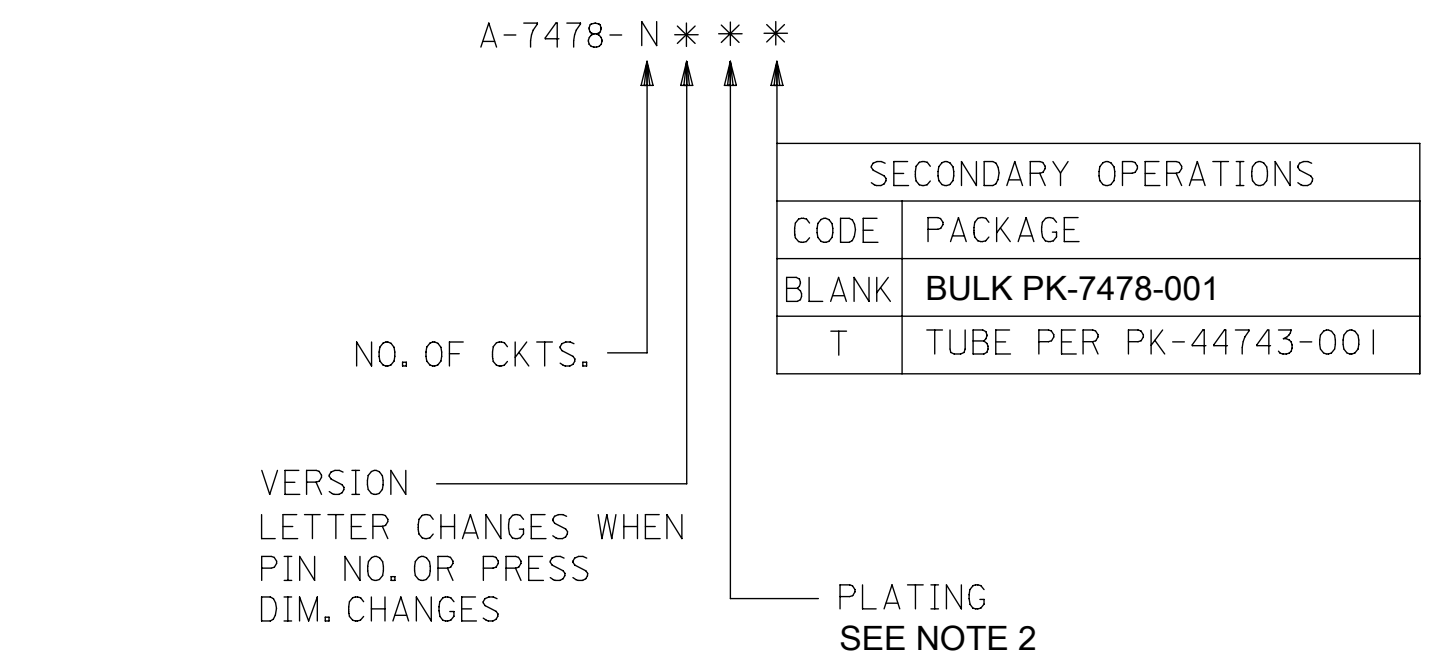 A-7478- N * * *
SECONDARY OPERATIONS
CODE PACKAGE
BLANK BULK PK-7478-001
T TUBE PER PK-44743-001
NO. OF CKTS.
VERSION
LETTER CHANGES WHEN
PIN NO. OR PRESS
DIM. CHANGES
PLATING
SEE NOTE 2